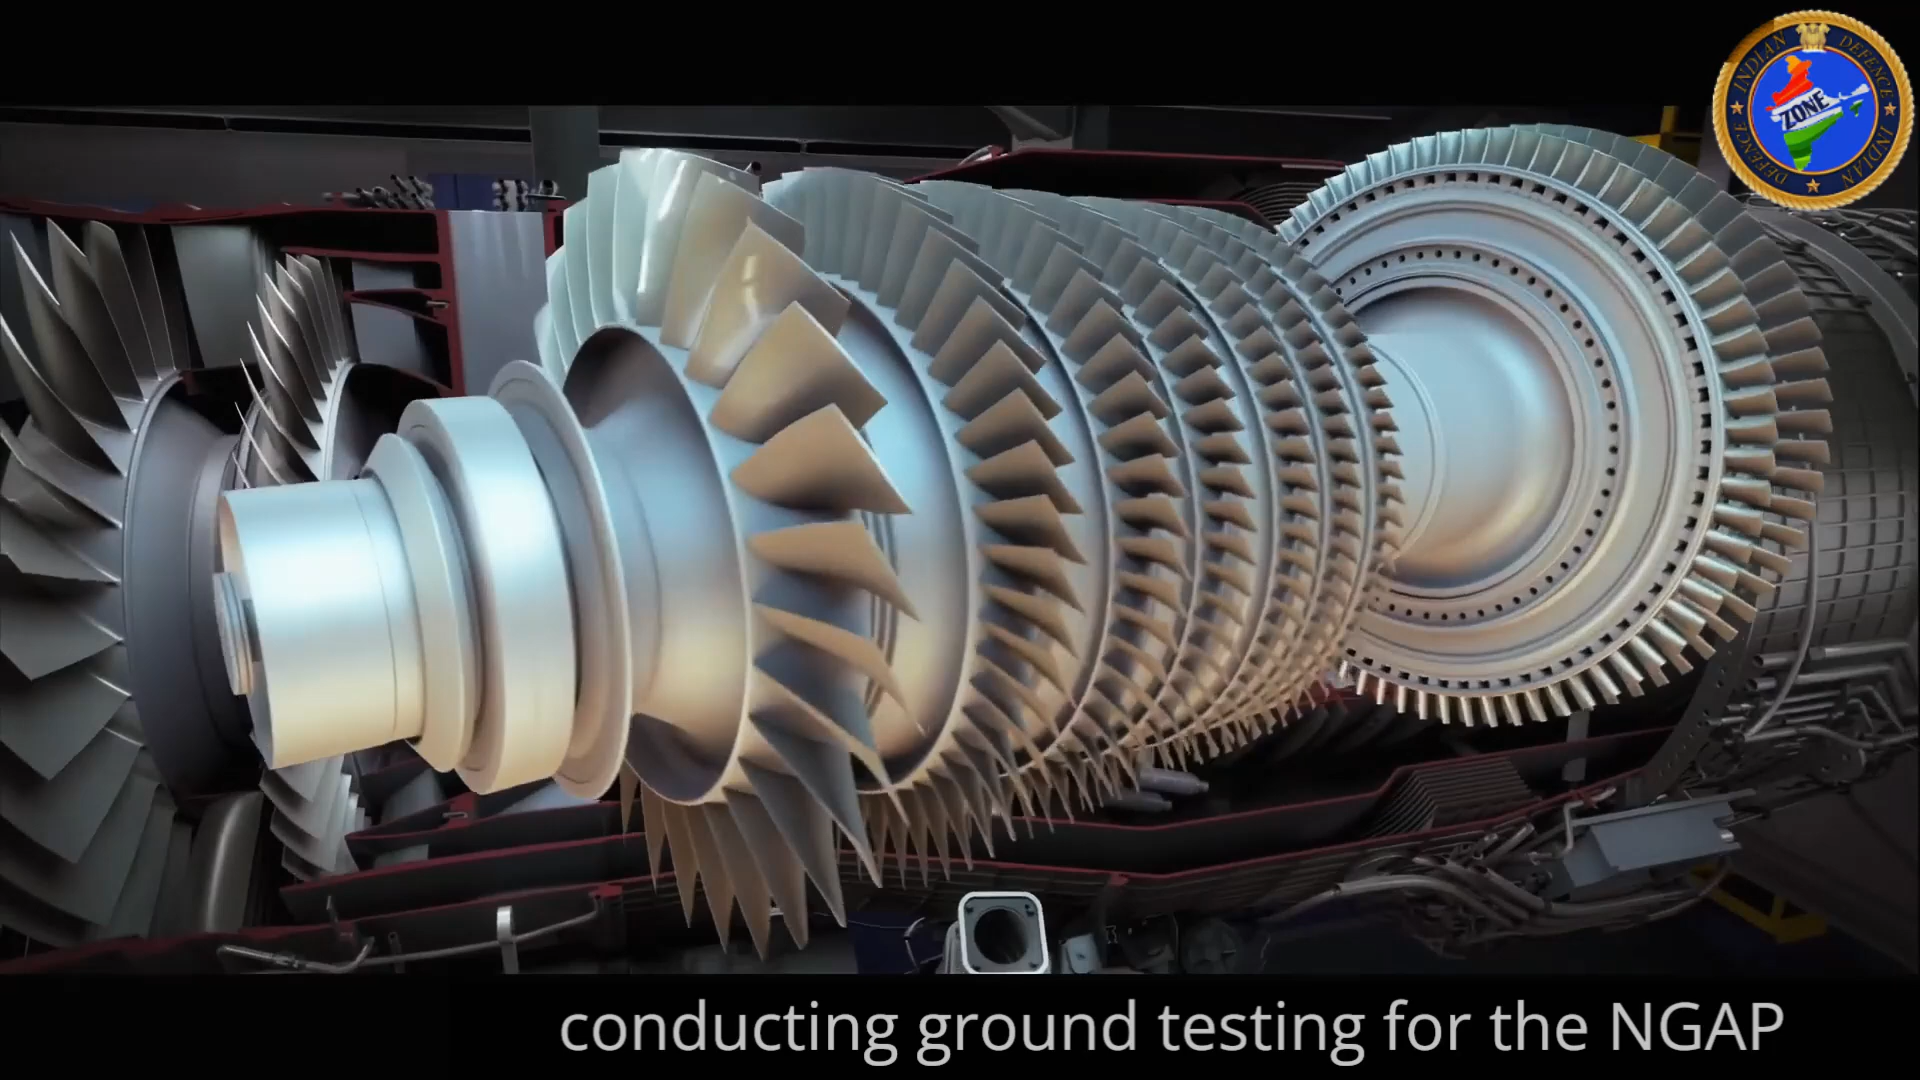 INDIAN DEFENCE
ZONE
DEFENCE INDIAN
conducting ground testing for the NGAP